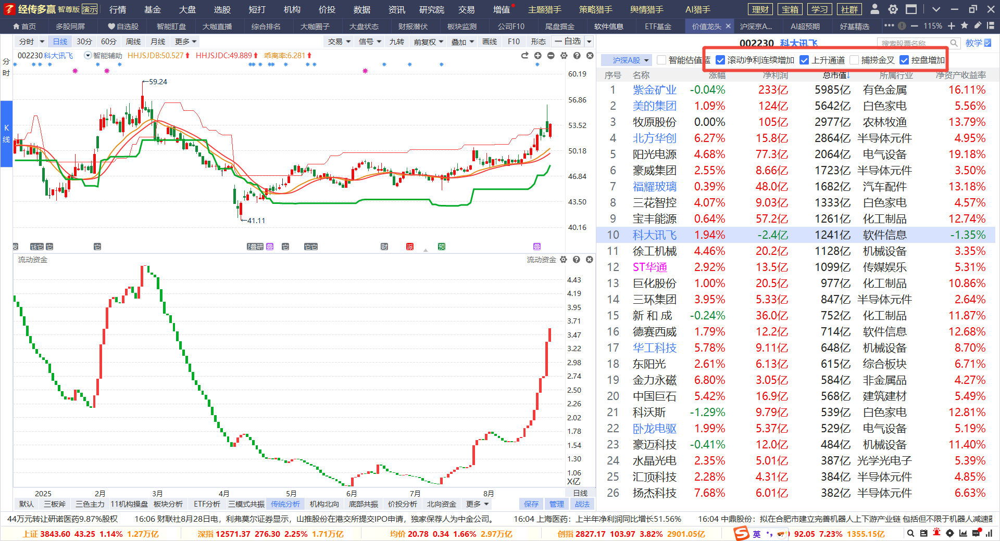 经传多赢 智尊版 演示 行情 基金 大盘 选股 短打 机构 价投 数据 资讯 研究院 交易 增值 主题猎手 策略猎手 舆情猎手 AI猎手 理财 宝箱 学习 社群
首页 多股同屏 自选股 智能盯盘 大咖直播 综合排名 大咖圈子 大盘状态 财报潜伏 板块监测 公司F10 尾盘掘金 软件信息 ETF基金 价值龙头 沪深京A... AI超预期 好基精选 115%
分时 日线 30分 60分 周线 月线 更多 交易 信号 九转 前复权 叠加 画线 F10 形态 一自选
002230 科大讯飞 搜索股票名称 教学
002230科大讯飞 智能辅助 HHJSJDB:50.527 HHJSJDC:49.889 乖离率:6.281
沪深A股 智能估值蓝 滚动净利连续增加 上升通道 捕捞金叉 控盘增加
分时
K线
59.24
41.11
60.19
56.86
53.52
50.18
46.84
43.50
40.16
它 它 叠研 叠 它 它它 财 派 预 叠
流动资金 流动资金
4.43
4.19
3.95
3.71
3.47
3.22
2.98
2.74
2.50
2.26
2.02
1.78
1.54
1.30
1.06
X亿
2025 2月 3月 4月 5月 6月 7月 8月 日线
默认 三板斧 三色主力 11机构操盘 板块分析 ETF分析 三模式共振 传统分析 机构北向 底部共振 价投分析 北向资金 更多 保存 管理 战法
序号 名称 涨幅 净利润 总市值↓ 所属行业 净资产收益率
1 紫金矿业 -0.04% 233亿 5985亿 有色金属 16.11%
2 美的集团 1.09% 124亿 5642亿 白色家电 5.56%
3 牧原股份 0.00% 105亿 2977亿 农林牧渔 13.79%
4 北方华创 6.27% 15.8亿 2864亿 半导体元件 4.95%
5 阳光电源 4.68% 77.3亿 2064亿 电气设备 19.18%
6 豪威集团 2.55% 8.66亿 1723亿 半导体元件 3.50%
7 福耀玻璃 0.39% 48.0亿 1682亿 汽车配件 13.18%
8 三花智控 4.07% 9.03亿 1333亿 白色家电 4.57%
9 宝丰能源 0.64% 57.2亿 1261亿 化工制品 12.74%
10 科大讯飞 1.94% -2.4亿 1241亿 软件信息 -1.35%
11 徐工机械 4.46% 20.2亿 1128亿 机械设备 3.35%
12 ST华通 2.92% 13.5亿 1099亿 传媒娱乐 5.31%
13 巨化股份 1.00% 20.5亿 977亿 化工制品 10.86%
14 三环集团 3.95% 5.33亿 847亿 半导体元件 2.64%
15 新 和 成 -0.24% 36.0亿 752亿 化工制品 11.87%
16 德赛西威 1.79% 12.2亿 714亿 软件信息 12.68%
17 华工科技 5.78% 9.11亿 648亿 机械设备 8.70%
18 东阳光 2.61% 6.13亿 615亿 综合板块 6.71%
19 金力永磁 6.80% 3.05亿 584亿 非金属品 4.27%
20 中国巨石 5.42% 16.9亿 568亿 建筑建材 5.49%
21 科沃斯 -1.29% 9.79亿 539亿 白色家电 12.81%
22 卧龙电驱 1.99% 5.37亿 529亿 电气设备 5.19%
23 豪迈科技 -0.41% 12.0亿 484亿 机械设备 11.40%
24 水晶光电 2.35% 5.01亿 387亿 光学光电子 5.39%
25 汇顶科技 2.28% 4.31亿 384亿 半导体元件 4.85%
26 扬杰科技 7.68% 6.01亿 382亿 半导体元件 6.63%
44万元转让研诺医药9.87%股权 16:06 财联社8月28日电，利弗莫尔证券显示，山推股份在港交所提交IPO申请，独家保荐人为中金公司。 16:04 上海医药：上半年净利润同比增长51.56% 16:04 中鼎股份：拟在合肥市建立完善机器人上下游产业链 包括但不限于机器人减速器
上证 3843.60 43.25 1.14% 1.27万亿 深指 12571.37 276.30 2.25% 1.71万亿 均价 20.78 0.34 1.66% 2.97万亿 创指 2827.17 103.97 3.82% 2901.05亿 英 92.05 7.23% 1355.15亿